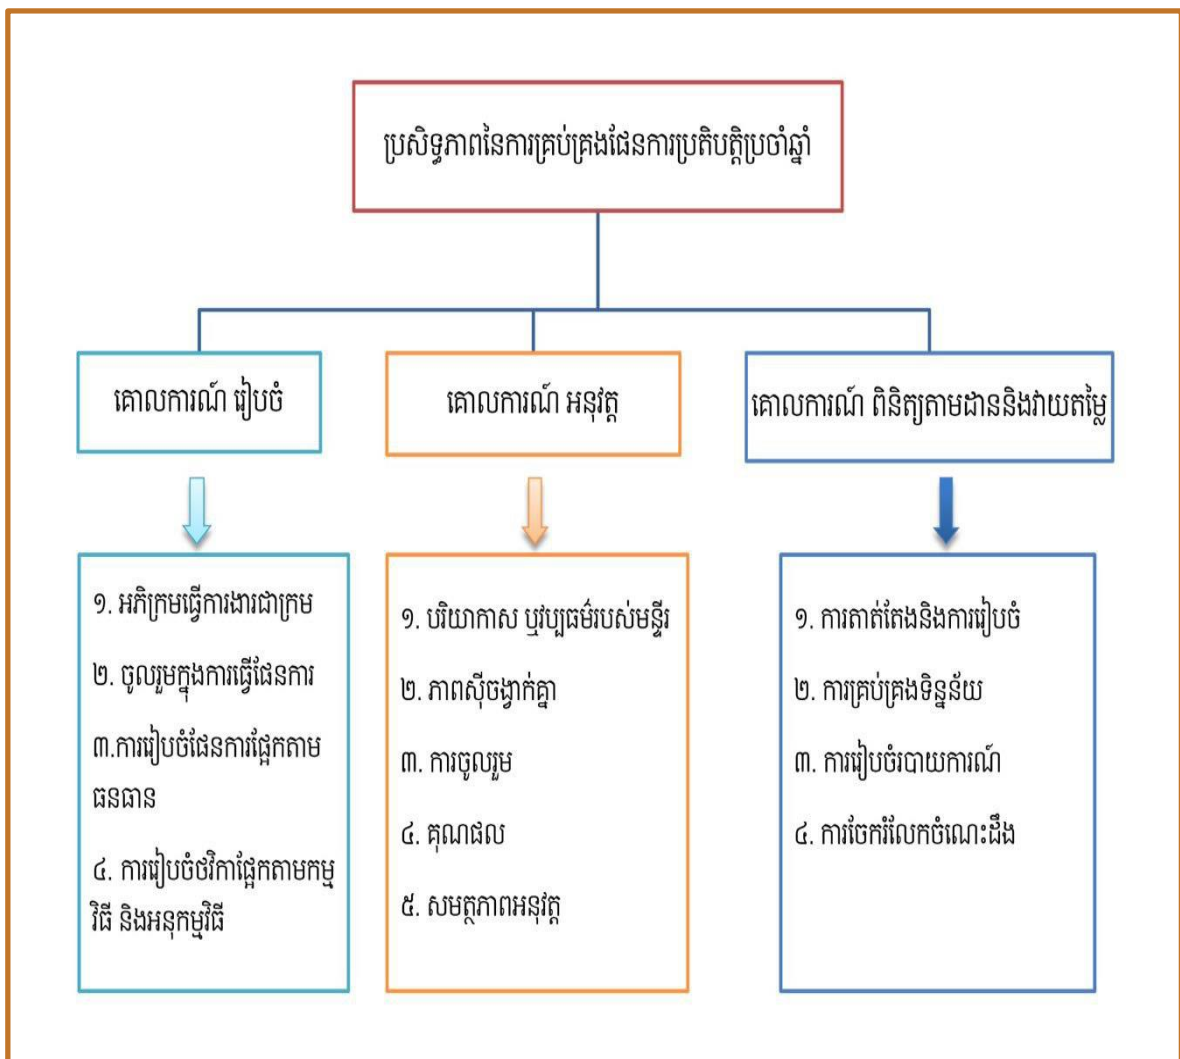 ប្រសិទ្ធភាពនៃការគ្រប់គ្រងផែនការប្រតិបត្តិប្រចាំឆ្នាំ
គោលការណ៍ រៀបចំ
គោលការណ៍ អនុវត្ត
គោលការណ៍ ពិនិត្យតាមដាននិងវាយតម្លៃ
១. អភិក្រមធ្វើការងារជាក្រម
២. ចូលរួមក្នុងការធ្វើផែនការ
៣.ការរៀបចំផែនការផ្អែកតាម
ធនធាន
៤. ការរៀបចំថវិកាផ្អែកតាមកម្ម
វិធី និងអនុកម្មវិធី
១. បរិយាកាស ឬវប្បធម៌របស់មន្ទីរ
២. ភាពស៊ីចង្វាក់គ្នា
៣. ការចូលរួម
៤. គុណផល
៥. សមត្ថភាពអនុវត្ត
១. ការតាត់តែងនិងការរៀបចំ
២. ការគ្រប់គ្រងទិន្នន័យ
៣. ការរៀបចំរបាយការណ៍
៤. ការចែករំលែកចំណេះដឹង